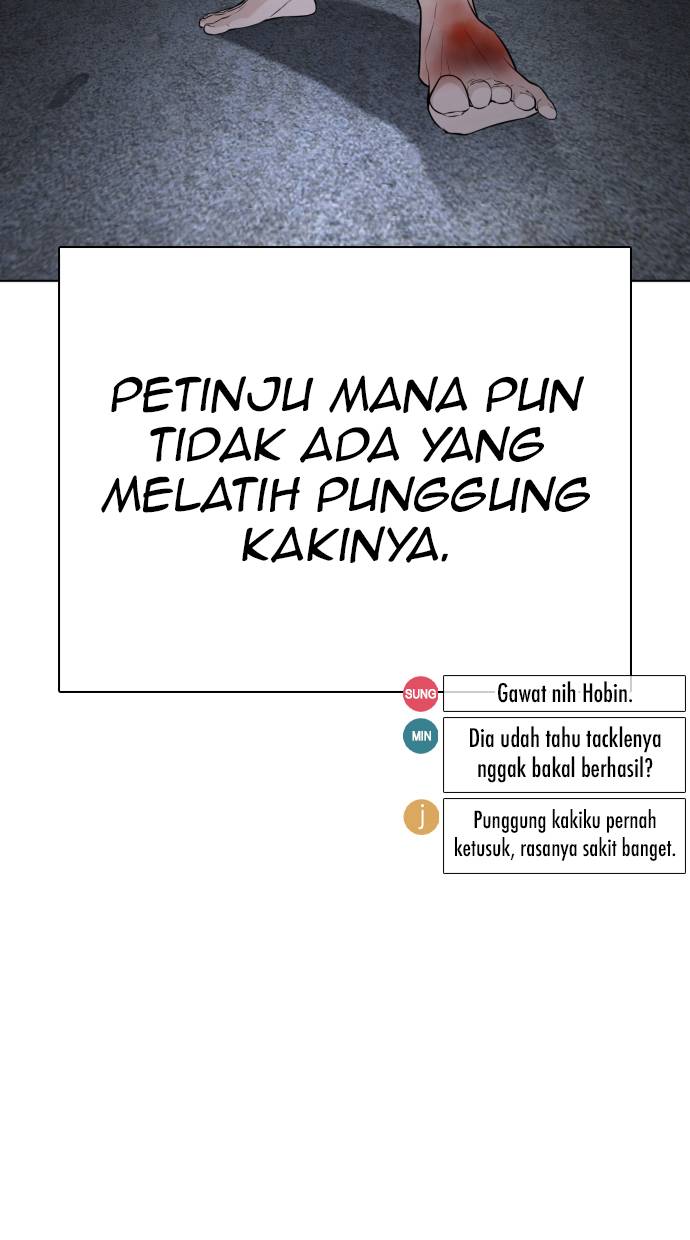 PETINJU MANA PUN
TIDAK ADA YANG
MELATIH PUNGGUNG
KAKINYA.
SUNG
Gawat nih Hobin.
MIN
Dia udah tahu tacklenya
nggak bakal berhasil?
j
Punggung kakiku pernah
ketusuk, rasanya sakit banget.